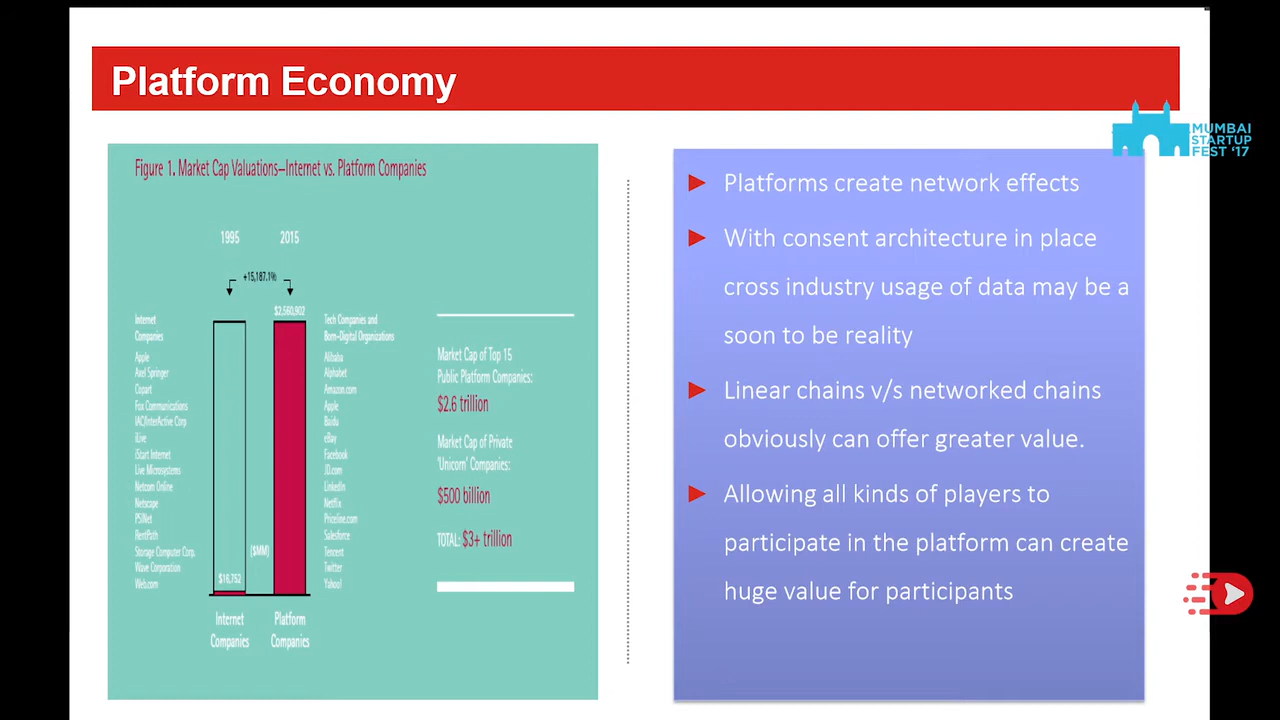 Platform Economy
MUMBAI
STARTUP
FEST '17
Figure 1. Market Cap Valuations—Internet vs. Platform Companies
1995 2015
+15,187.1%
$2,560,902
Internet
Companies
Apple
Axel Springer
Copart
Fox Communications
IAC/InterActive Corp
iLive
iStart Internet
Live Microsystems
Netcom Online
Netscape
PSINet
RentPath
Storage Computer Corp.
Wave Corporation
Web.com
($MM)
$16,752
Internet
Companies
Platform
Companies
Tech Companies and
Born-Digital Organizations
Alibaba
Alphabet
Amazon.com
Apple
Baidu
eBay
Facebook
JD.com
LinkedIn
Netflix
Priceline.com
Salesforce
Tencent
Twitter
Yahoo!
Market Cap of Top 15
Public Platform Companies:
$2.6 trillion
Market Cap of Private
'Unicorn' Companies:
$500 billion
TOTAL: $3+ trillion
Platforms create network effects
With consent architecture in place
cross industry usage of data may be a
soon to be reality
Linear chains v/s networked chains
obviously can offer greater value.
Allowing all kinds of players to
participate in the platform can create
huge value for participants